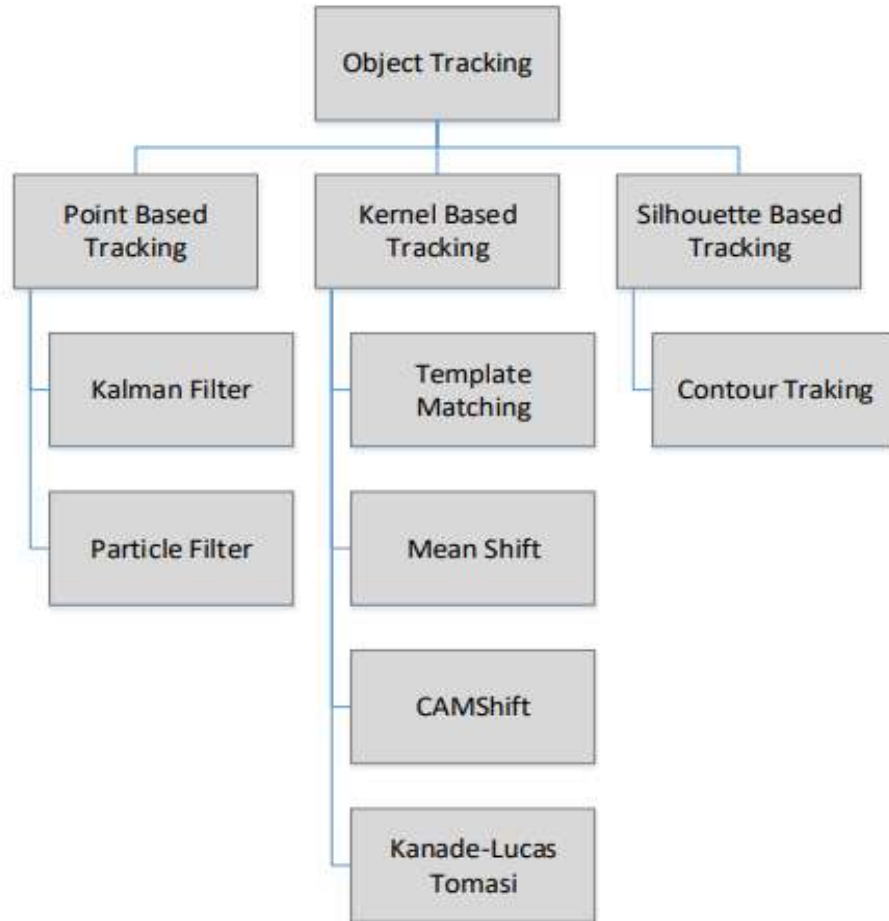 Object Tracking
Point Based
Tracking
Kernel Based
Tracking
Silhouette Based
Tracking
Kalman Filter
Template
Matching
Contour Traking
Particle Filter
Mean Shift
CAMShift
Kanade-Lucas
Tomasi